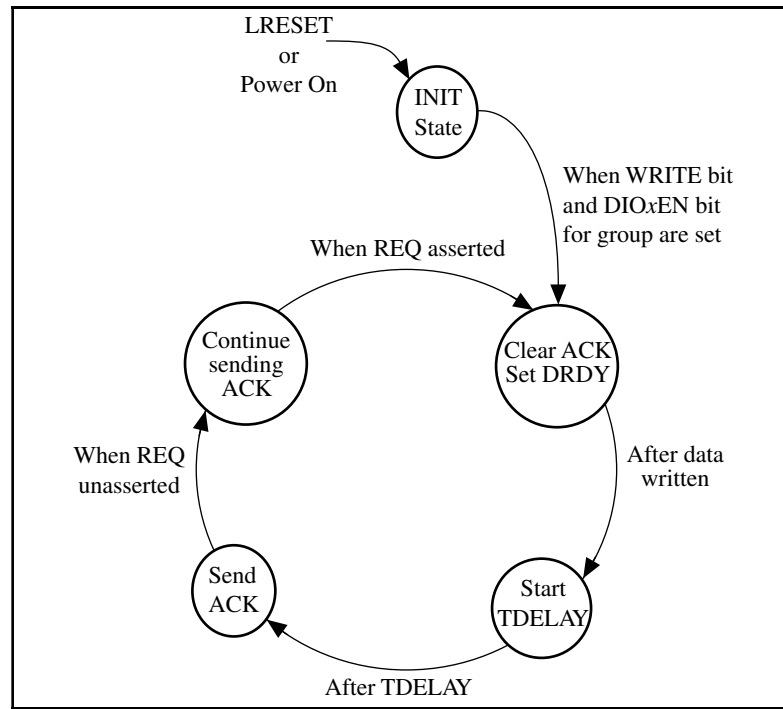 LRESET
or
Power On
INIT
State
When WRITE bit
and DIOxEN bit
for group are set
When REQ asserted
Continue
sending
ACK
Clear ACK
Set DRDY
When REQ
unasserted
After data
written
Send
ACK
Start
TDELAY
After TDELAY